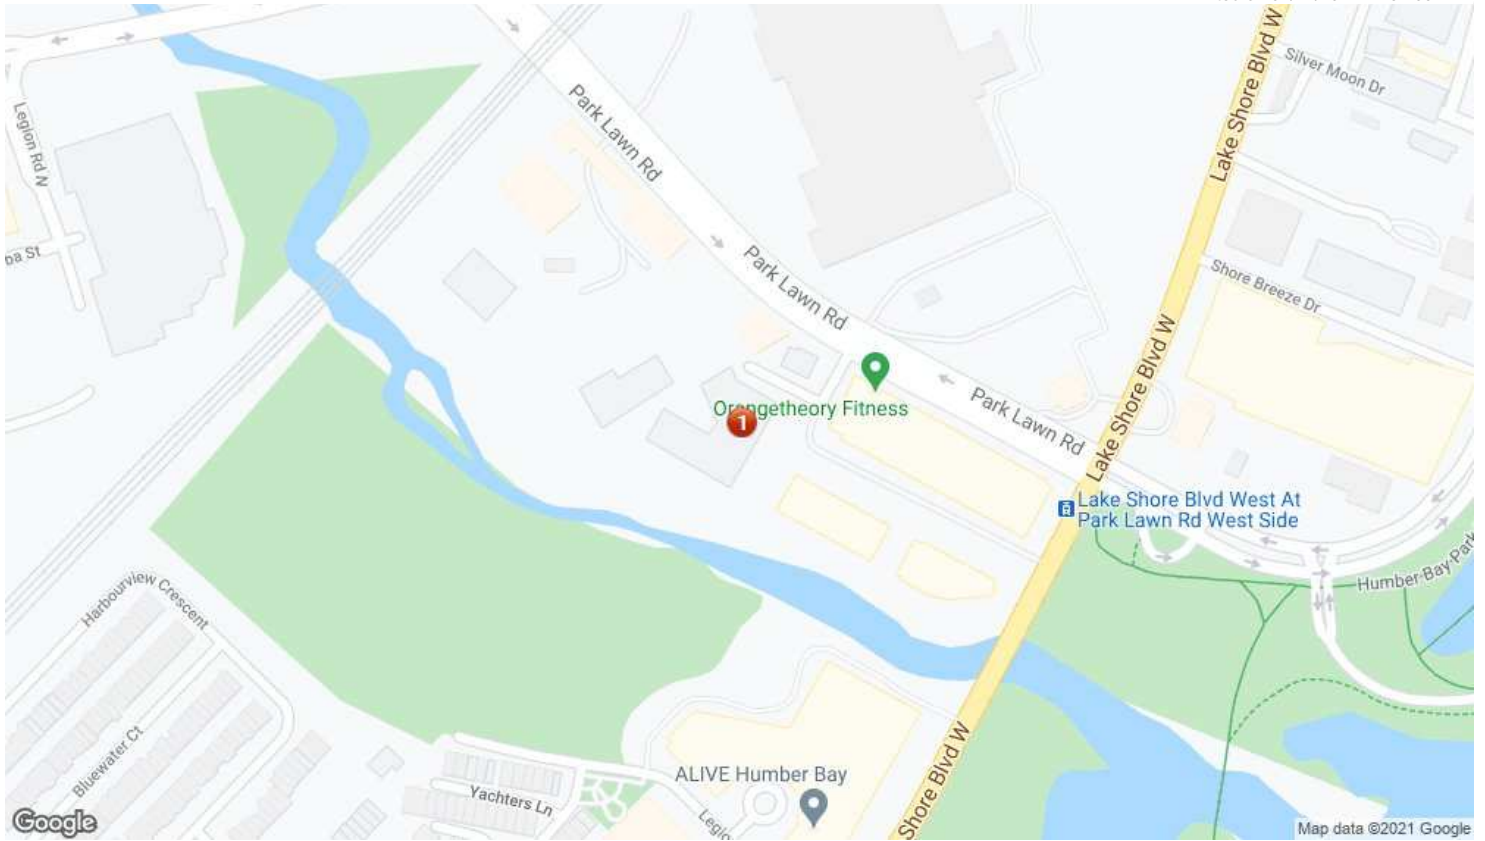 Silver Moon Dr
Lake Shore Blvd W
Park Lawn Rd
Legion Rd N
Park Lawn Rd
Shore Breeze Dr
Lake Shore Blvd W
Orangetheory Fitness
1
Park Lawn Rd
Lake Shore Blvd West At
Park Lawn Rd West Side
Humber Bay Park
Harbourview Crescent
Bluewater Ct
Shore Blvd W
ALIVE Humber Bay
Yachters Ln
Google
Map data ©2021 Google